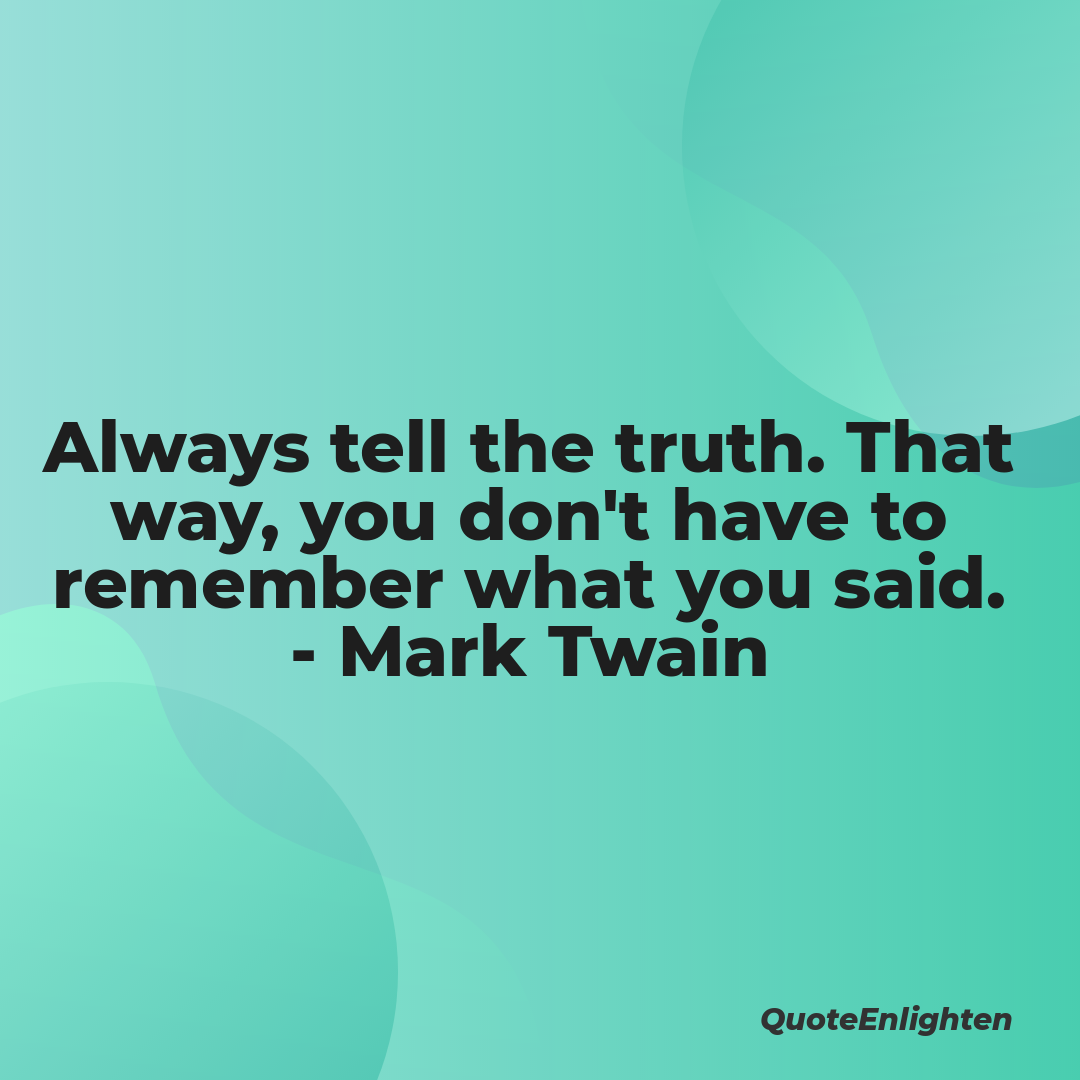 Always tell the truth. That
way, you don't have to
remember what you said.
- Mark Twain
QuoteEnlighten